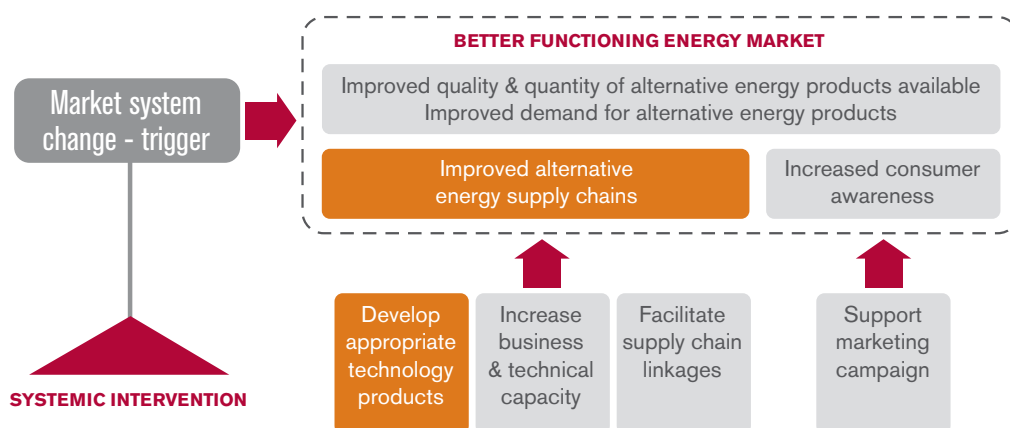 BETTER FUNCTIONING ENERGY MARKET
Improved quality & quantity of alternative energy products available
Improved demand for alternative energy products
Market system
change - trigger
Improved alternative
energy supply chains
Increased consumer
awareness
Develop
appropriate
technology
products
Increase
business
& technical
capacity
Facilitate
supply chain
linkages
Support
marketing
campaign
SYSTEMIC INTERVENTION